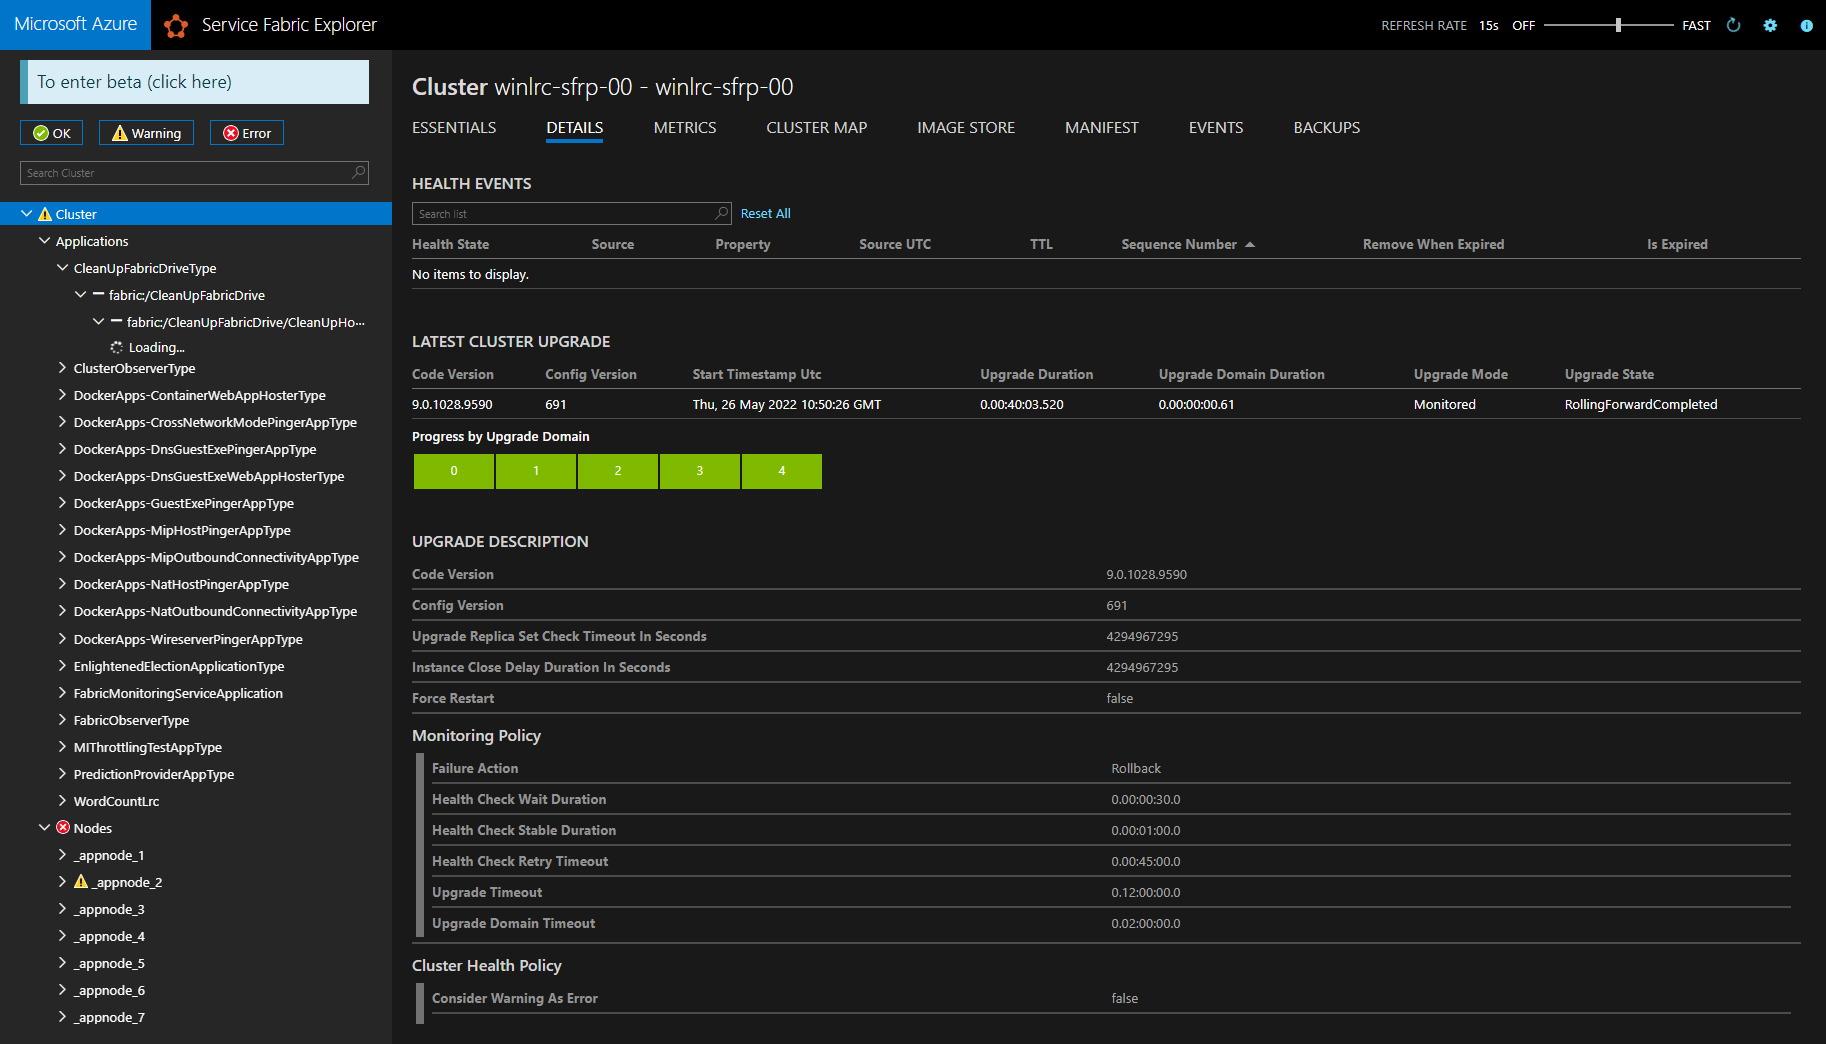 Microsoft Azure
Service Fabric Explorer
REFRESH RATE 15s OFF FAST
To enter beta (click here)
OK Warning Error
Search Cluster
Cluster
Applications
CleanUpFabricDriveType
fabric:/CleanUpFabricDrive
fabric:/CleanUpFabricDrive/CleanUpHo...
Loading...
ClusterObserverType
DockerApps-ContainerWebAppHosterType
DockerApps-CrossNetworkModePingerAppType
DockerApps-DnsGuestExePingerAppType
DockerApps-DnsGuestExeWebAppHosterType
DockerApps-GuestExePingerAppType
DockerApps-MipHostPingerAppType
DockerApps-MipOutboundConnectivityAppType
DockerApps-NatHostPingerAppType
DockerApps-NatOutboundConnectivityAppType
DockerApps-WireserverPingerAppType
EnlightenedElectionApplicationType
FabricMonitoringServiceApplication
FabricObserverType
MIThrottlingTestAppType
PredictionProviderAppType
WordCountLrc
Nodes
_appnode_1
_appnode_2
_appnode_3
_appnode_4
_appnode_5
_appnode_6
_appnode_7
Cluster winlrc-sfrp-00 - winlrc-sfrp-00
ESSENTIALS DETAILS METRICS CLUSTER MAP IMAGE STORE MANIFEST EVENTS BACKUPS
HEALTH EVENTS
Search list Reset All
Health State Source Property Source UTC TTL Sequence Number Remove When Expired Is Expired
No items to display.
LATEST CLUSTER UPGRADE
Code Version Config Version Start Timestamp Utc Upgrade Duration Upgrade Domain Duration Upgrade Mode Upgrade State
9.0.1028.9590 691 Thu, 26 May 2022 10:50:26 GMT 0.00:40:03.520 0.00:00:00.61 Monitored RollingForwardCompleted
Progress by Upgrade Domain
0 1 2 3 4
UPGRADE DESCRIPTION
Code Version 9.0.1028.9590
Config Version 691
Upgrade Replica Set Check Timeout In Seconds 4294967295
Instance Close Delay Duration In Seconds 4294967295
Force Restart false
Monitoring Policy
Failure Action Rollback
Health Check Wait Duration 0.00:00:30.0
Health Check Stable Duration 0.00:01:00.0
Health Check Retry Timeout 0.00:45:00.0
Upgrade Timeout 0.12:00:00.0
Upgrade Domain Timeout 0.02:00:00.0
Cluster Health Policy
Consider Warning As Error false